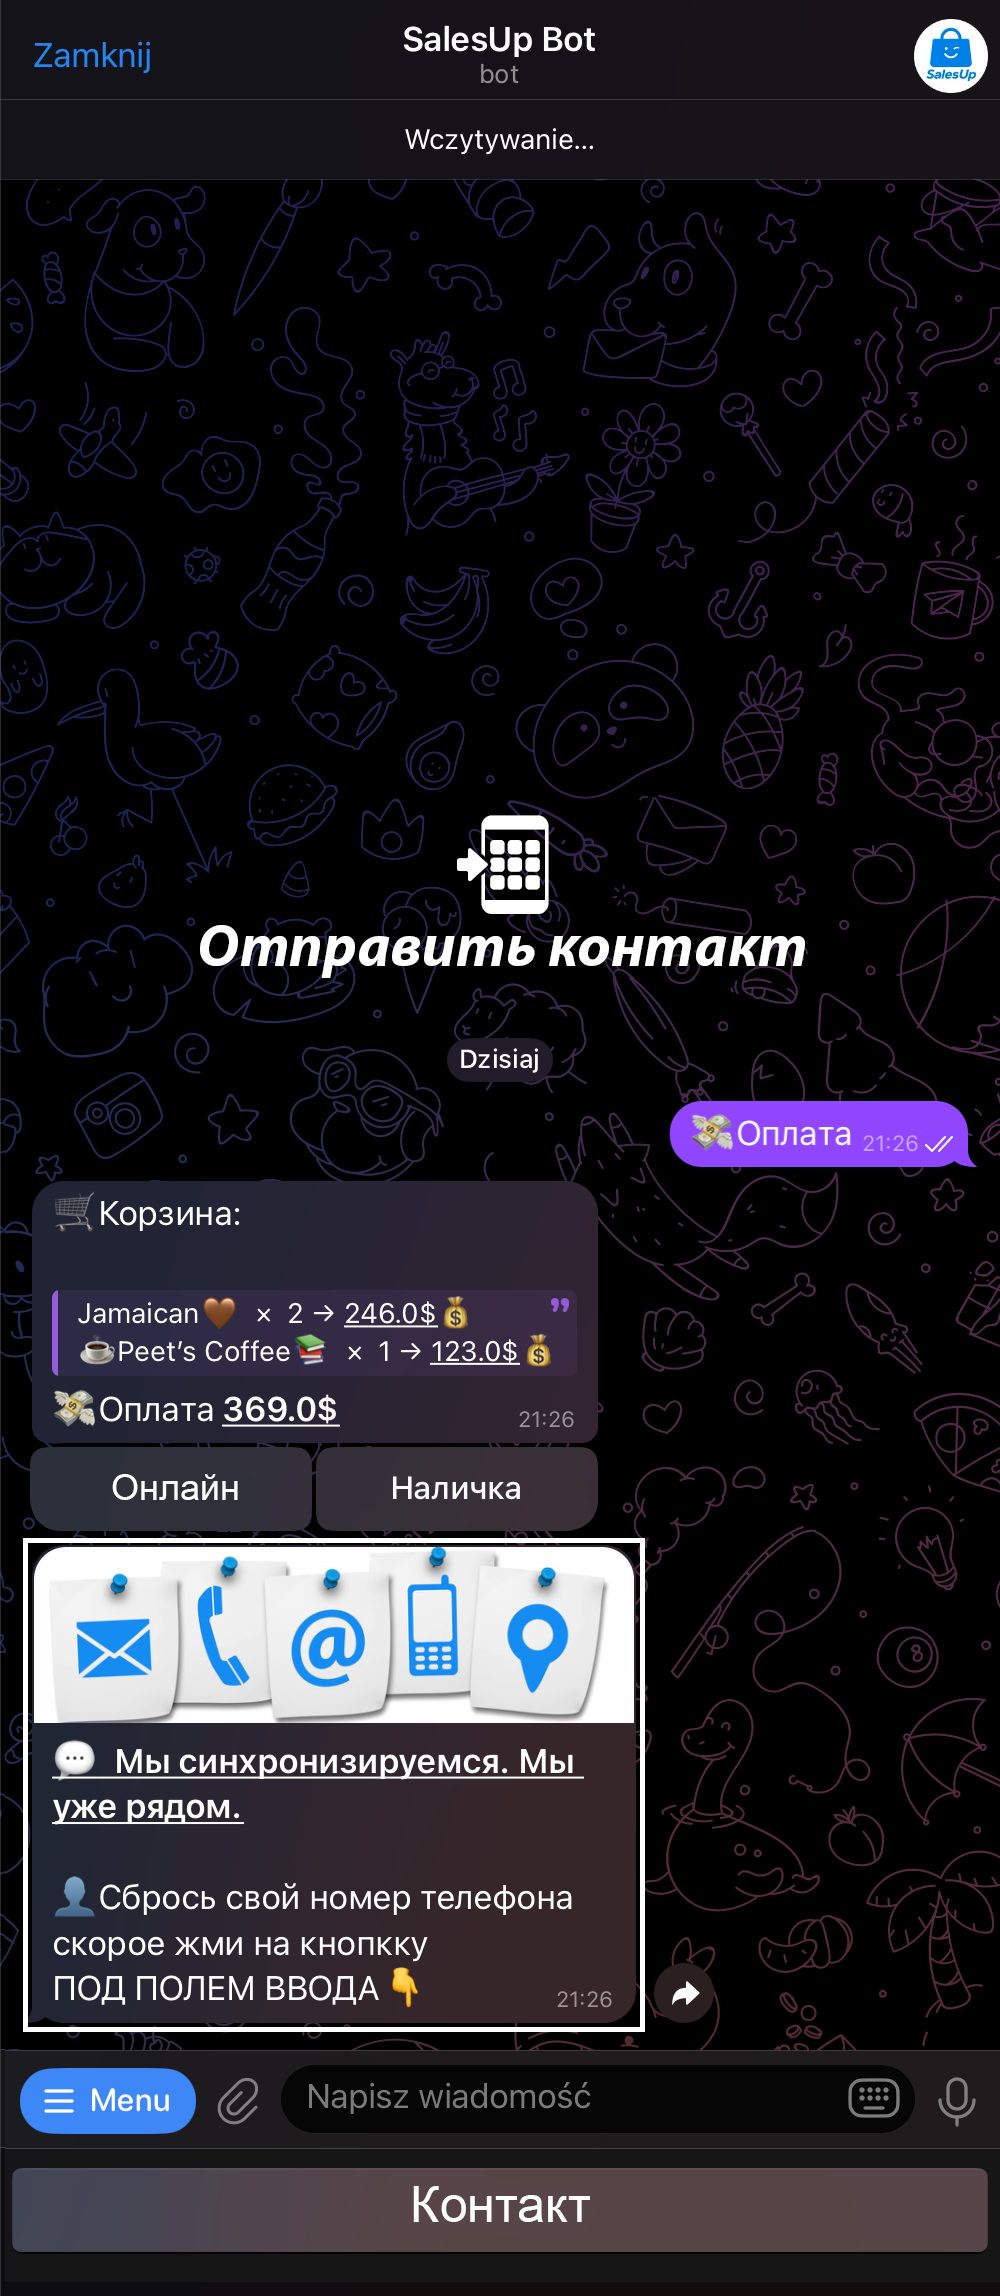 Zamknij
SalesUp Bot
bot
SalesUp
Wczytywanie...
Отправить контакт
Dzisiaj
💸Оплата 21:26
🛒Корзина:
Jamaican🤎 × 2 → 246.0$💰
☕Peet's Coffee📚 × 1 → 123.0$💰
💸Оплата 369.0$
21:26
Онлайн
Наличка
💬 Мы синхронизируемся. Мы
уже рядом.
👤Сбрось свой номер телефона
скорое жми на кнопкку
ПОД ПОЛЕМ ВВОДА👇
21:26
Menu
Napisz wiadomość
Контакт